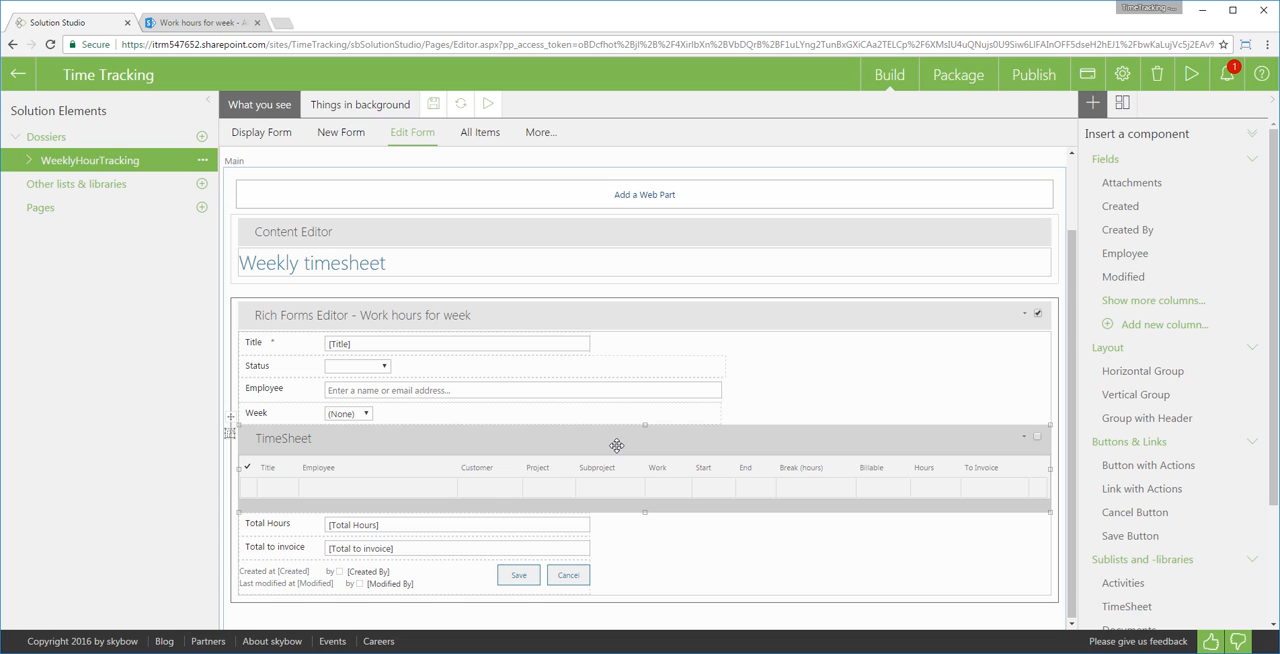 TimeTracking -...
Solution Studio
Work hours for week - A
Secure
https://itrm547652.sharepoint.com/sites/TimeTracking/sbSolutionStudio/Pages/Editor.aspx?pp_access_token=
Time Tracking
Build
Package
Publish
1
Solution Elements
What you see
Things in background
Dossiers
Display Form
New Form
Edit Form
All Items
More...
Insert a component
WeeklyHourTracking
Main
Fields
Other lists & libraries
Attachments
Add a Web Part
Pages
Created
Content Editor
Created By
Weekly timesheet
Employee
Modified
Show more columns...
Rich Forms Editor - Work hours for week
Add new column...
Title *
[Title]
Layout
Status
Horizontal Group
Employee
Enter a name or email address...
Vertical Group
Week
(None)
Group with Header
TimeSheet
Buttons & Links
Title Employee Customer Project Subproject Work Start End Break (hours) Billable Hours To Invoice
Button with Actions
Link with Actions
Cancel Button
Total Hours
[Total Hours]
Save Button
Total to invoice
[Total to invoice]
Sublists and -libraries
Created at [Created] by [Created By]
Save
Cancel
Last modified at [Modified] by [Modified By]
Activities
TimeSheet
Copyright 2016 by skybow
Blog
Partners
About skybow
Events
Careers
Please give us feedback